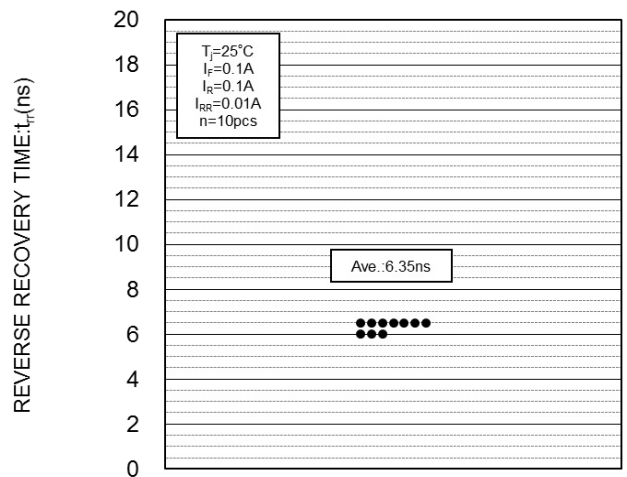 REVERSE RECOVERY TIME:trr(ns)
20
18
16
14
12
10
8
6
4
2
0
Tj=25°C
IF=0.1A
IR=0.1A
IRR=0.01A
n=10pcs
Ave.:6.35ns